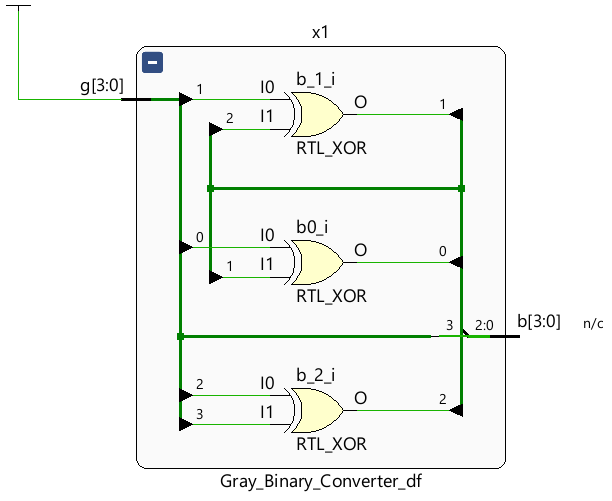 x1
g[3:0]
1
I0
b_1_i
O
1
2
I1
RTL_XOR
0
I0
b0_i
O
0
1
I1
RTL_XOR
3
2:0
b[3:0]
n/c
2
I0
b_2_i
O
2
3
I1
RTL_XOR
Gray_Binary_Converter_df